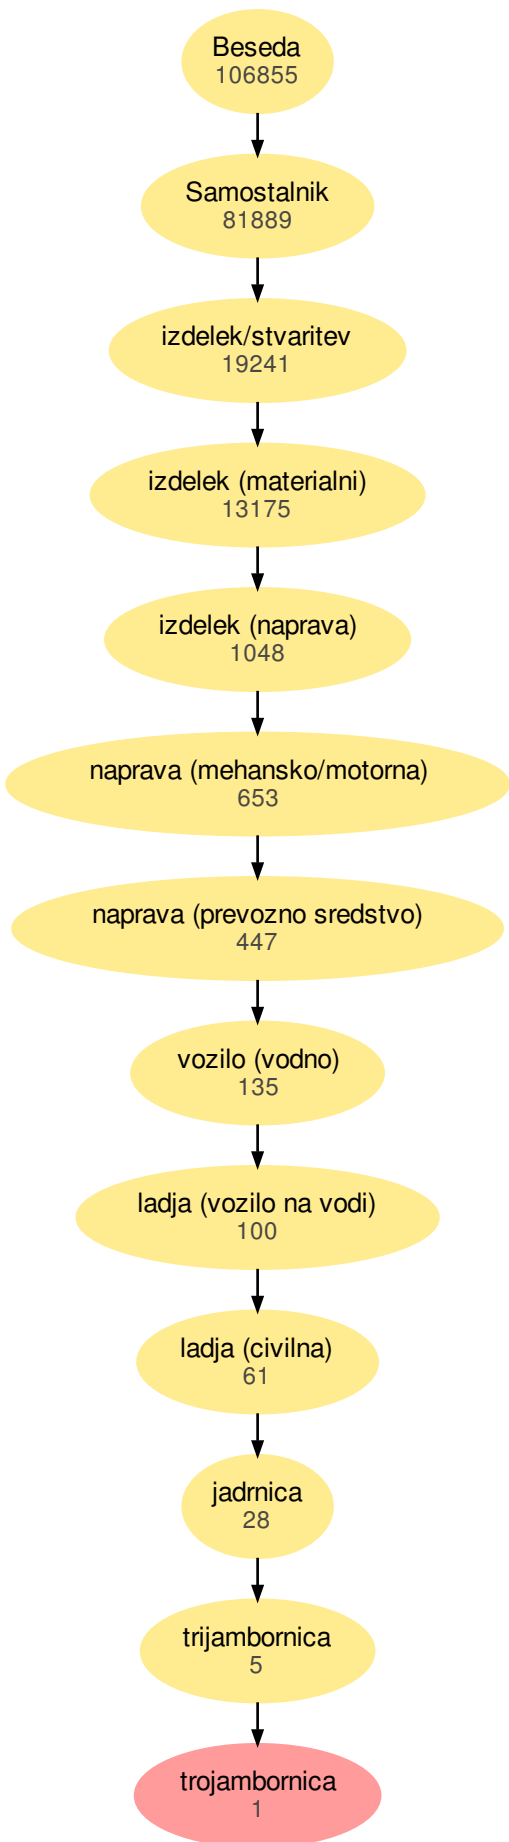 Beseda
106855
Samostalnik
81889
izdelek/stvaritev
19241
izdelek (materialni)
13175
izdelek (naprava)
1048
naprava (mehansko/motorna)
653
naprava (prevozno sredstvo)
447
vozilo (vodno)
135
ladja (vozilo na vodi)
100
ladja (civilna)
61
jadrnica
28
trijambornica
5
trojambornica
1